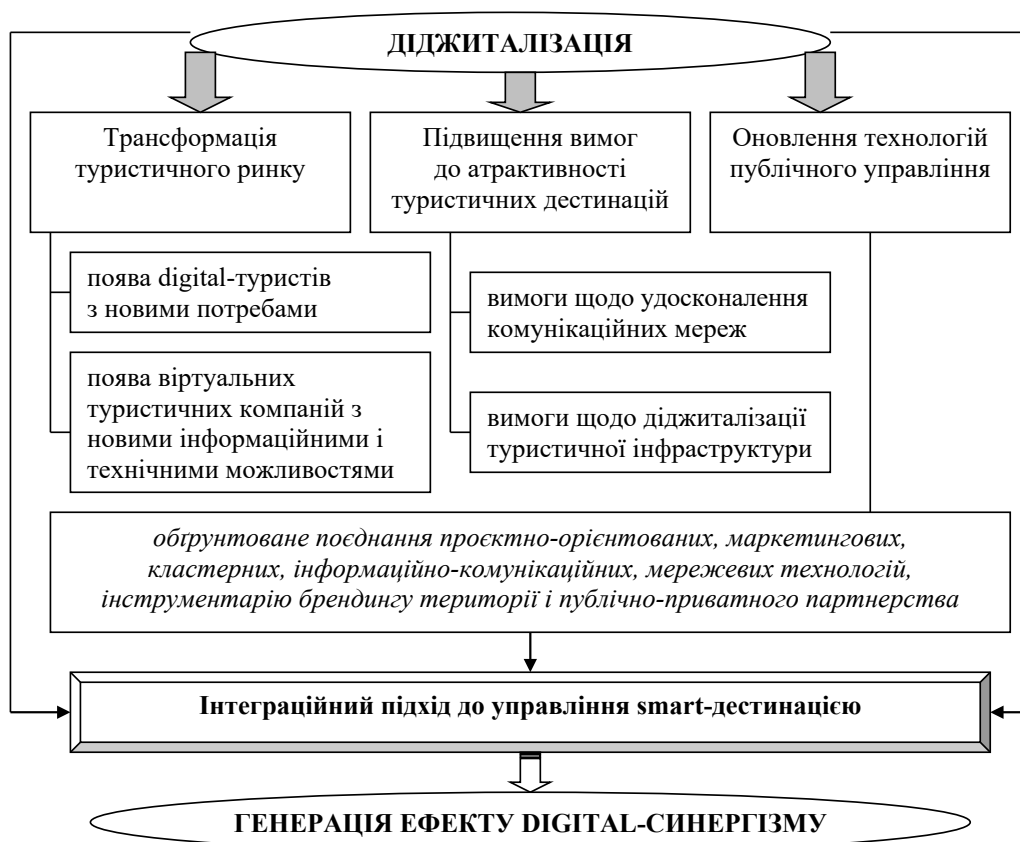 ДІДЖИТАЛІЗАЦІЯ
Трансформація
туристичного ринку
Підвищення вимог
до атрактивності
туристичних дестинацій
Оновлення технологій
публічного управління
поява digital-туристів
з новими потребами
поява віртуальних
туристичних компаній з
новими інформаційними і
технічними можливостями
вимоги щодо удосконалення
комунікаційних мереж
вимоги щодо діджиталізації
туристичної інфраструктури
обґрунтоване поєднання проєктно-орієнтованих, маркетингових,
кластерних, інформаційно-комунікаційних, мережевих технологій,
інструментарію брендингу території і публічно-приватного партнерства
Інтеграційний підхід до управління smart-дестинацією
ГЕНЕРАЦІЯ ЕФЕКТУ DIGITAL-СИНЕРГІЗМУ